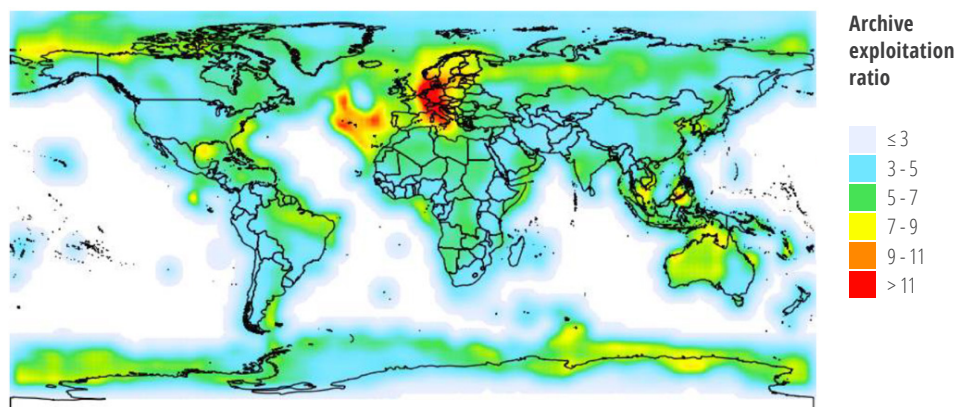 Archive
exploitation
ratio
≤ 3
3 - 5
5 - 7
7 - 9
9 - 11
> 11